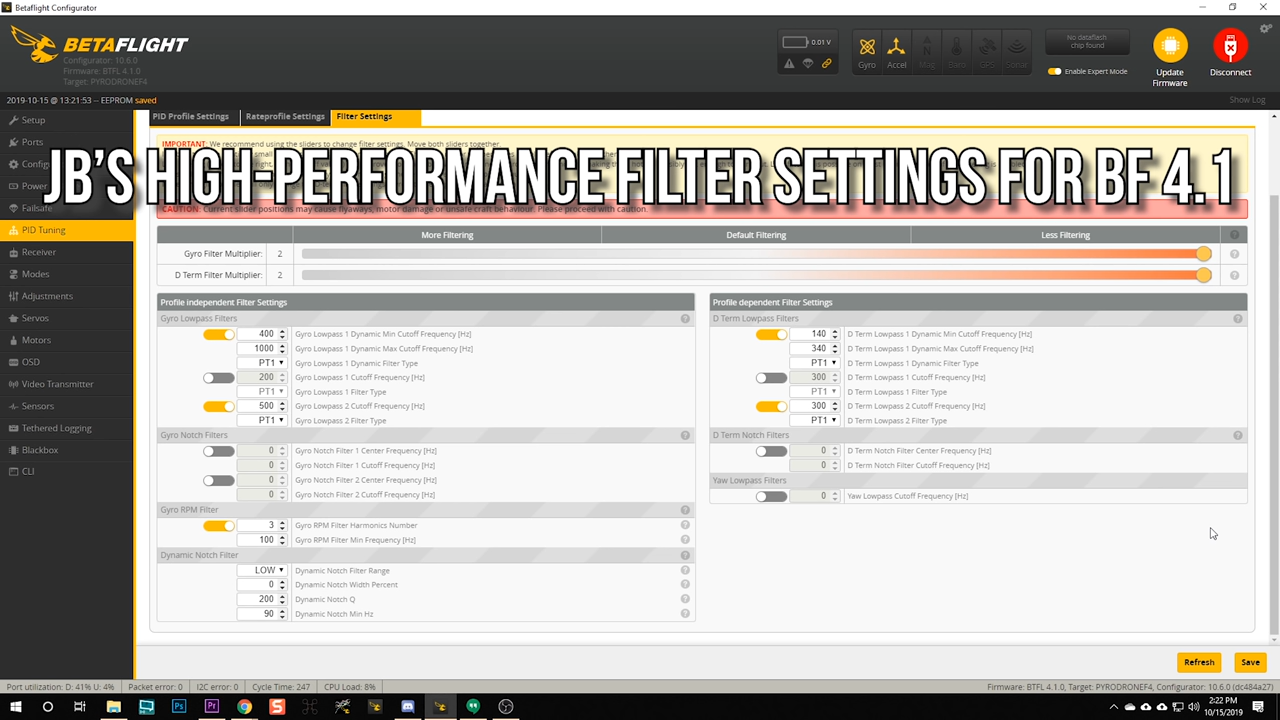 Betaflight Configurator
BETAFLIGHT
Configurator: 10.6.0
Firmware: BTFL 4.1.0
Target: PYRODRONEF4
0.01 V
Gyro
Accel
Mag
Baro
GPS
Sonar
No dataflash
chip found
Enable Expert Mode
Update
Firmware
Disconnect
2019-10-15 @ 13:21:53 -- EEPROM saved
Show Log
Setup
Ports
Power
Failsafe
PID Tuning
Receiver
Modes
Adjustments
Servos
Motors
OSD
Video Transmitter
Sensors
Tethered Logging
Blackbox
CLI
PID Profile Settings
Rateprofile Settings
Filter Settings
IMPORTANT: We recommend using the sliders to change filter settings. Move both sliders together.
JB'S HIGH-PERFORMANCE FILTER SETTINGS FOR BF 4.1
CAUTION: Current slider positions may cause flyaways, motor damage or unsafe craft behaviour. Please proceed with caution.
More Filtering Default Filtering Less Filtering
Gyro Filter Multiplier: 2
D Term Filter Multiplier: 2
Profile independent Filter Settings
Gyro Lowpass Filters
400 Gyro Lowpass 1 Dynamic Min Cutoff Frequency [Hz]
1000 Gyro Lowpass 1 Dynamic Max Cutoff Frequency [Hz]
PT1 Gyro Lowpass 1 Dynamic Filter Type
200 Gyro Lowpass 1 Cutoff Frequency [Hz]
PT1 Gyro Lowpass 1 Filter Type
500 Gyro Lowpass 2 Cutoff Frequency [Hz]
PT1 Gyro Lowpass 2 Filter Type
Gyro Notch Filters
0 Gyro Notch Filter 1 Center Frequency [Hz]
0 Gyro Notch Filter 1 Cutoff Frequency [Hz]
0 Gyro Notch Filter 2 Center Frequency [Hz]
0 Gyro Notch Filter 2 Cutoff Frequency [Hz]
Gyro RPM Filter
3 Gyro RPM Filter Harmonics Number
100 Gyro RPM Filter Min Frequency [Hz]
Dynamic Notch Filter
LOW Dynamic Notch Filter Range
0 Dynamic Notch Width Percent
200 Dynamic Notch Q
90 Dynamic Notch Min Hz
Profile dependent Filter Settings
D Term Lowpass Filters
140 D Term Lowpass 1 Dynamic Min Cutoff Frequency [Hz]
340 D Term Lowpass 1 Dynamic Max Cutoff Frequency [Hz]
PT1 D Term Lowpass 1 Dynamic Filter Type
300 D Term Lowpass 1 Cutoff Frequency [Hz]
PT1 D Term Lowpass 1 Filter Type
300 D Term Lowpass 2 Cutoff Frequency [Hz]
PT1 D Term Lowpass 2 Filter Type
D Term Notch Filters
0 D Term Notch Filter Center Frequency [Hz]
0 D Term Notch Filter Cutoff Frequency [Hz]
Yaw Lowpass Filters
0 Yaw Lowpass Cutoff Frequency [Hz]
Refresh
Save
Port utilization: D: 41% U: 4% Packet error: 0 I2C error: 0 Cycle Time: 247 CPU Load: 8%
Firmware: BTFL 4.1.0, Target: PYRODRONEF4, Configurator: 10.6.0 (dc484a27)
2:22 PM
10/15/2019